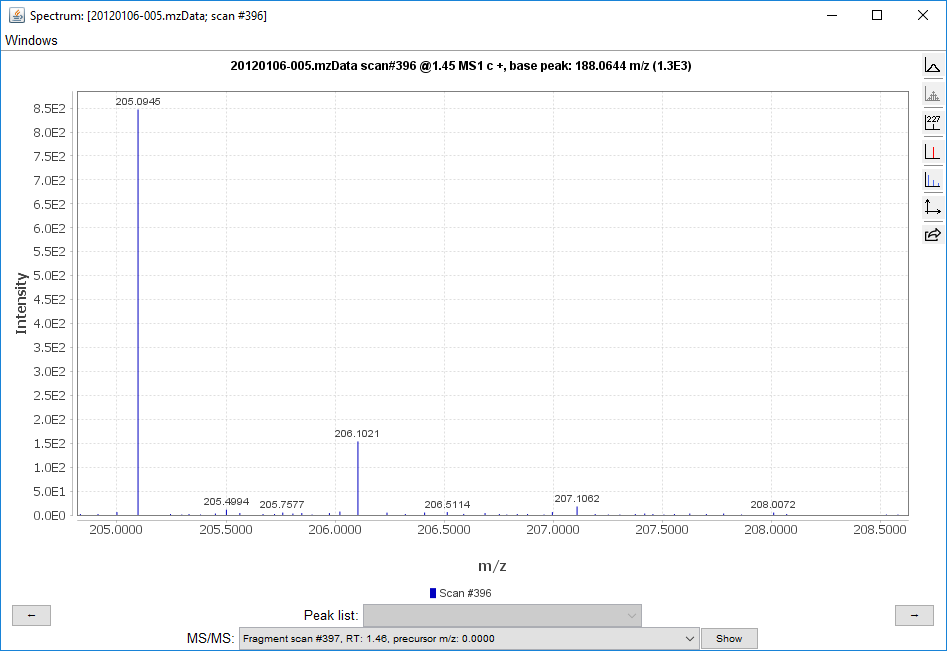 Spectrum: [20120106-005.mzData; scan #396]
Windows
20120106-005.mzData scan#396 @1.45 MS1 c +, base peak: 188.0644 m/z (1.3E3)
227
205.0945
8.5E2
8.0E2
7.5E2
7.0E2
6.5E2
6.0E2
5.5E2
5.0E2
4.5E2
4.0E2
3.5E2
3.0E2
2.5E2
2.0E2
1.5E2
1.0E2
5.0E1
0.0E0
Intensity
206.1021
205.4994 205.7577 206.5114 207.1062 208.0072
205.0000 205.5000 206.0000 206.5000 207.0000 207.5000 208.0000 208.5000
m/z
Scan #396
Peak list:
MS/MS: Fragment scan #397, RT: 1.46, precursor m/z: 0.0000 Show